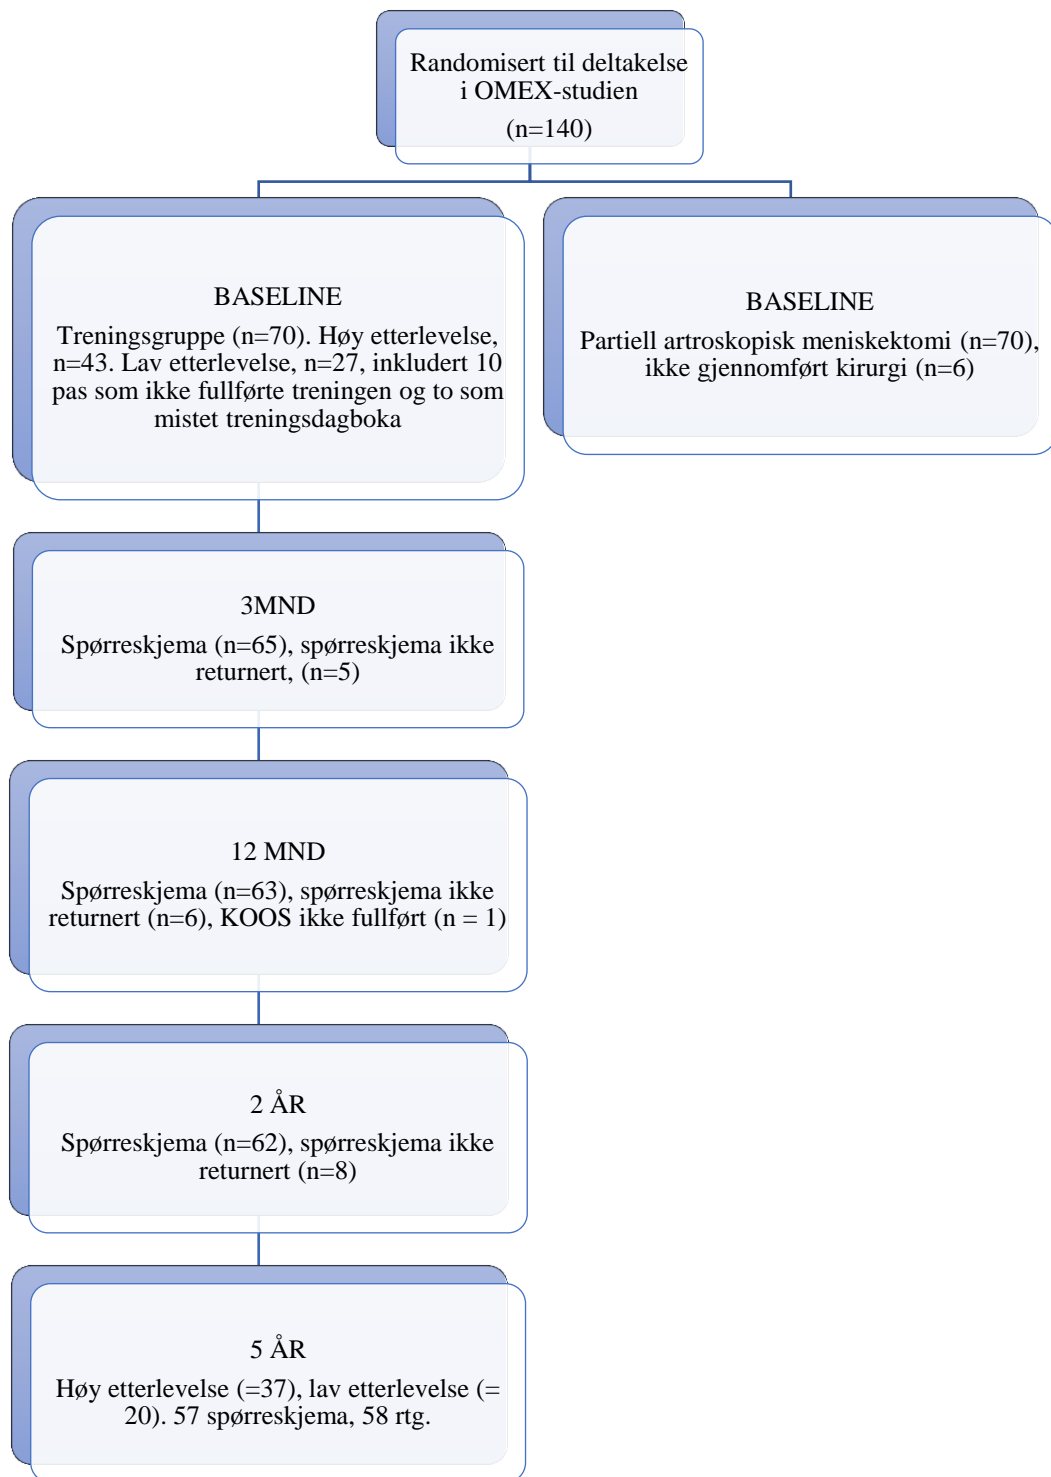 Randomisert til deltakelse
i OMEX-studien
(n=140)
BASELINE
Treningsgruppe (n=70). Høy etterlevelse,
n=43. Lav etterlevelse, n=27, inkludert 10
pas som ikke fullførte treningen og to som
mistet treningsdagboka
BASELINE
Partiell artroskopisk meniskektomi (n=70),
ikke gjennomført kirurgi (n=6)
3MND
Spørreskjema (n=65), spørreskjema ikke
returnert, (n=5)
12 MND
Spørreskjema (n=63), spørreskjema ikke
returnert (n=6), KOOS ikke fullført (n = 1)
2 ÅR
Spørreskjema (n=62), spørreskjema ikke
returnert (n=8)
5 ÅR
Høy etterlevelse (=37), lav etterlevelse (=
20). 57 spørreskjema, 58 rtg.